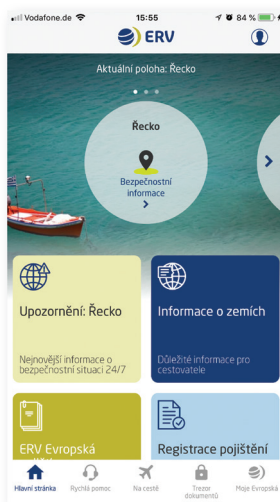 Vodafone.de
15:55
84 %
ERV
Aktuální poloha: Řecko
Řecko
Bezpečnostní
informace
Upozornění: Řecko
Nejnovější informace o
bezpečnostní situaci 24/7
Informace o zemích
Důležité informace pro
cestovatele
ERV Evropská
Registrace pojištění
Hlavní stránka
Rychlá pomoc
Na cestě
Trezor
dokumentů
Moje Evropská